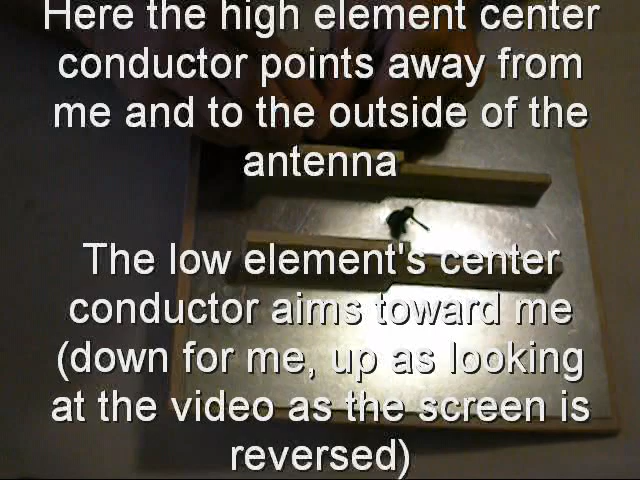 Here the high element center
conductor points away from
me and to the outside of the
antenna
The low element's center
conductor aims toward me
(down for me, up as looking
at the video as the screen is
reversed)